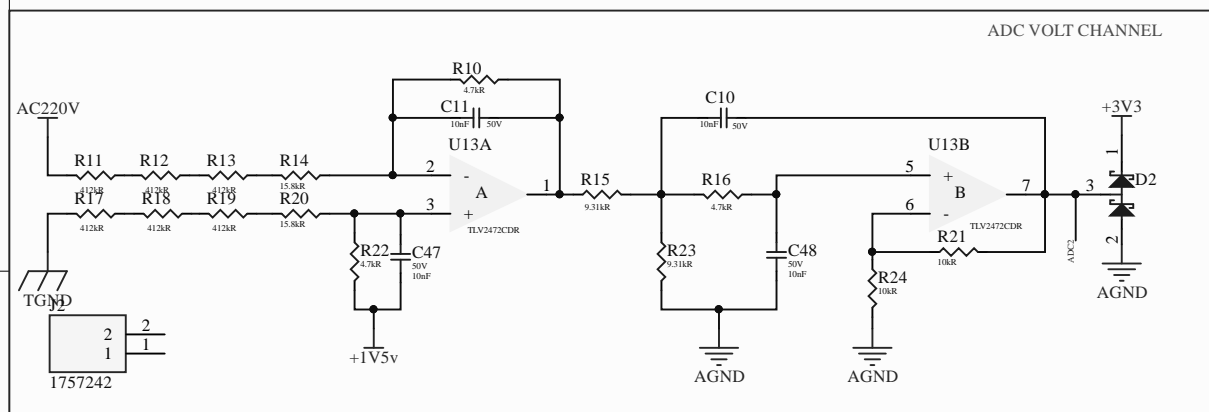 ADC VOLT CHANNEL
R10
4.7kR
AC220V
C11
10nF 50V
C10
10nF 50V
+3V3
U13A
U13B
1
R11 R12 R13 R14
412kR 412kR 412kR 15.8kR
2
-
A
3
+
1
TLV2472CDR
R15
9.31kR
R16
4.7kR
5
+
B
6
-
7
TLV2472CDR
3
D2
2
R17 R18 R19 R20
412kR 412kR 412kR 15.8kR
R22
4.7kR
C47
50V
10nF
R23
9.31kR
C48
50V
10nF
R21
10kR
R24
10kR
ADC2
AGND
TGND
J2
2 2
1 1
1757242
+1V5v
AGND
AGND